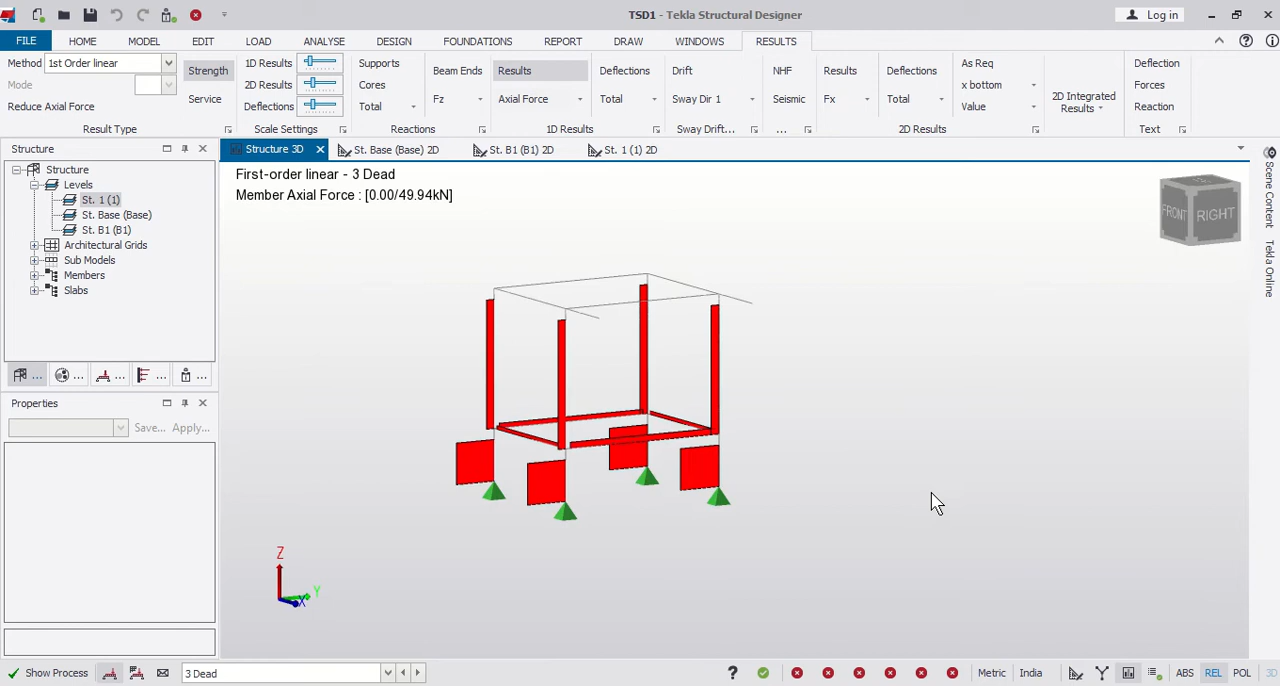 TSD1 - Tekla Structural Designer
Log in
FILE HOME MODEL EDIT LOAD ANALYSE DESIGN FOUNDATIONS REPORT DRAW WINDOWS RESULTS
Method 1st Order linear
Mode
Reduce Axial Force
Result Type
Strength
Service
1D Results
2D Results
Deflections
Scale Settings
Supports
Cores
Total
Reactions
Beam Ends
Fz
Results
Axial Force
Deflections
Total
1D Results
Drift
Sway Dir 1
Sway Drift...
NHF
Seismic
...
Results
Fx
Deflections
Total
As Req
x bottom
Value
2D Results
2D Integrated
Results
Deflection
Forces
Reaction
Text
Structure
Structure
Levels
St. 1 (1)
St. Base (Base)
St. B1 (B1)
Architectural Grids
Sub Models
Members
Slabs
... ... ... ... ...
Properties
Save... Apply...
Structure 3D St. Base (Base) 2D St. B1 (B1) 2D St. 1 (1) 2D
First-order linear - 3 Dead
Member Axial Force : [0.00/49.94kN]
FRONT RIGHT
Z
Y
X
Scene Content
Tekla Online
Show Process 3 Dead Metric India ABS REL POL 3D